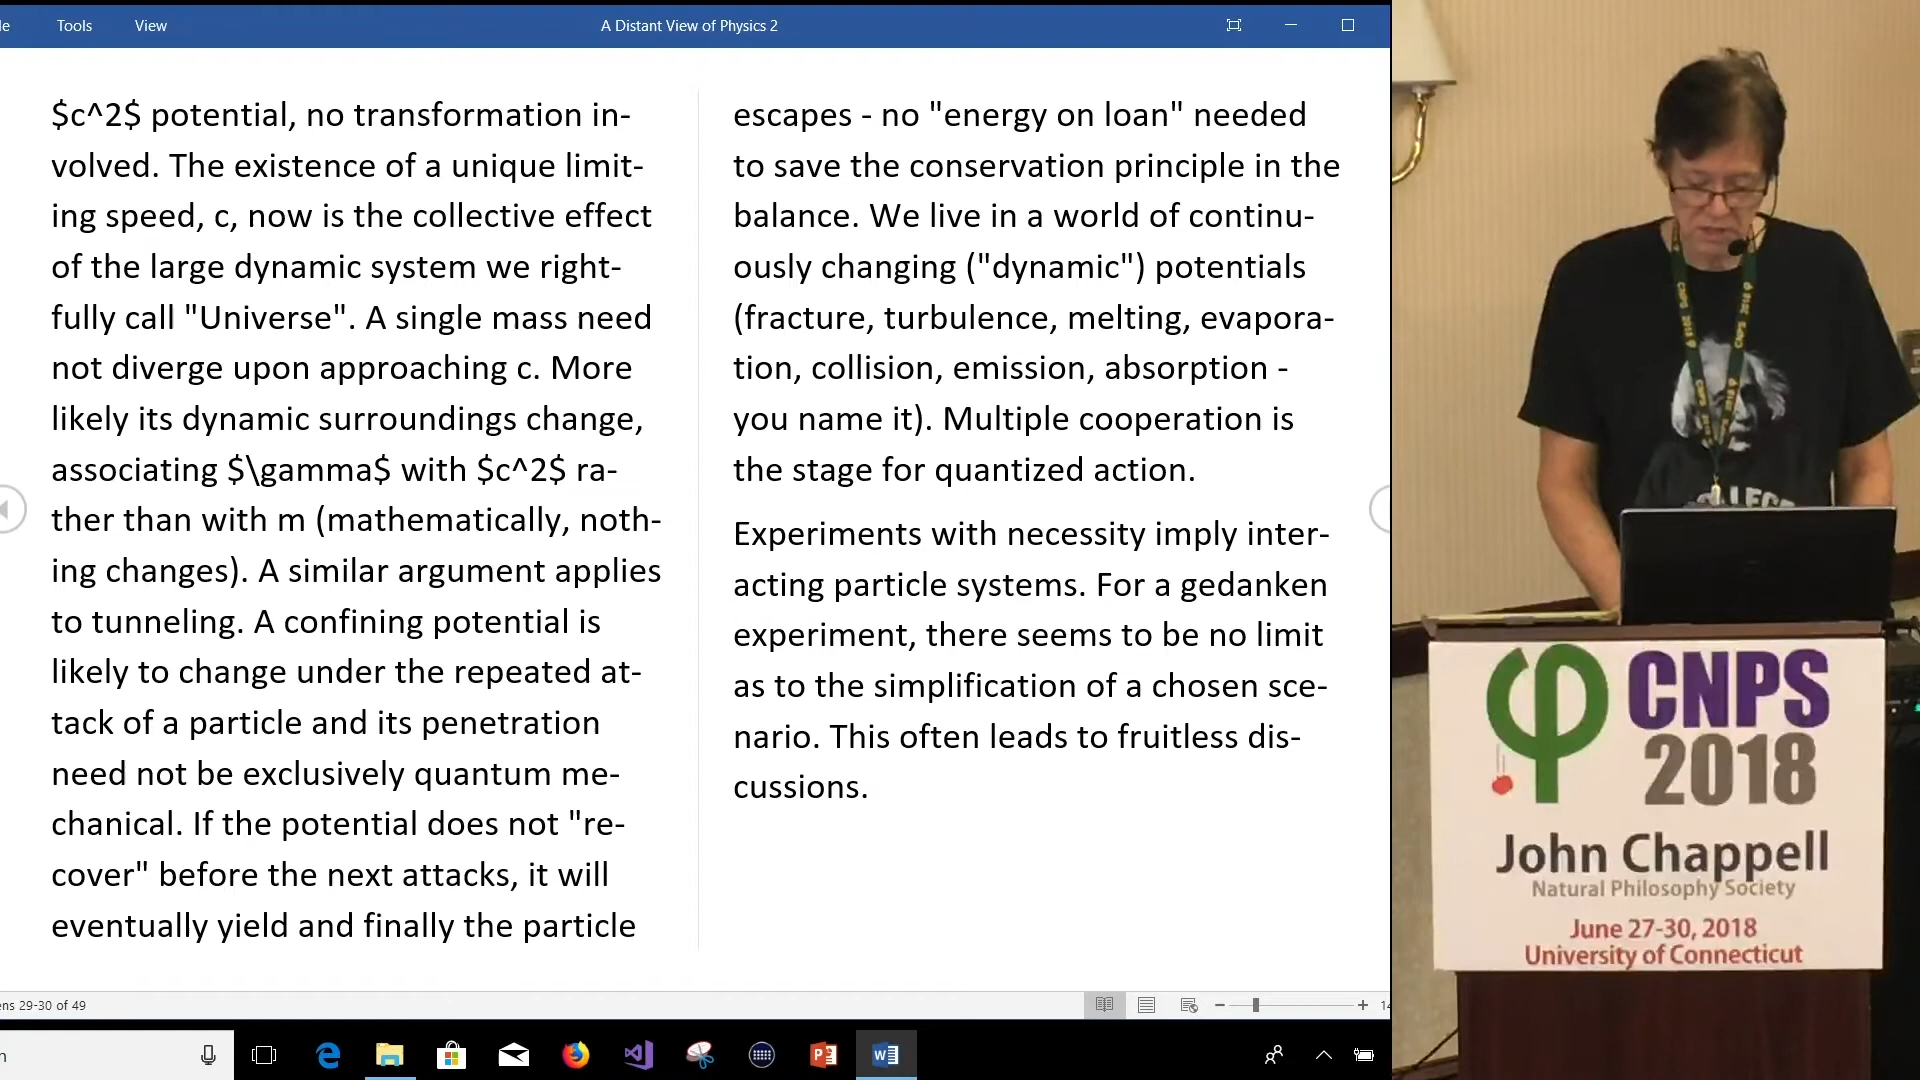 Tools
View
A Distant View of Physics 2
$c^2$ potential, no transformation in-
volved. The existence of a unique limit-
ing speed, c, now is the collective effect
of the large dynamic system we right-
fully call "Universe". A single mass need
not diverge upon approaching c. More
likely its dynamic surroundings change,
associating $\gamma$ with $c^2$ ra-
ther than with m (mathematically, noth-
ing changes). A similar argument applies
to tunneling. A confining potential is
likely to change under the repeated at-
tack of a particle and its penetration
need not be exclusively quantum me-
chanical. If the potential does not "re-
cover" before the next attacks, it will
eventually yield and finally the particle
escapes - no "energy on loan" needed
to save the conservation principle in the
balance. We live in a world of continu-
ously changing ("dynamic") potentials
(fracture, turbulence, melting, evapora-
tion, collision, emission, absorption -
you name it). Multiple cooperation is
the stage for quantized action.
Experiments with necessity imply inter-
acting particle systems. For a gedanken
experiment, there seems to be no limit
as to the simplification of a chosen sce-
nario. This often leads to fruitless dis-
cussions.
29-30 of 49
CNPS 2018
CNPS
2018
John Chappell
Natural Philosophy Society
June 27-30, 2018
University of Connecticut